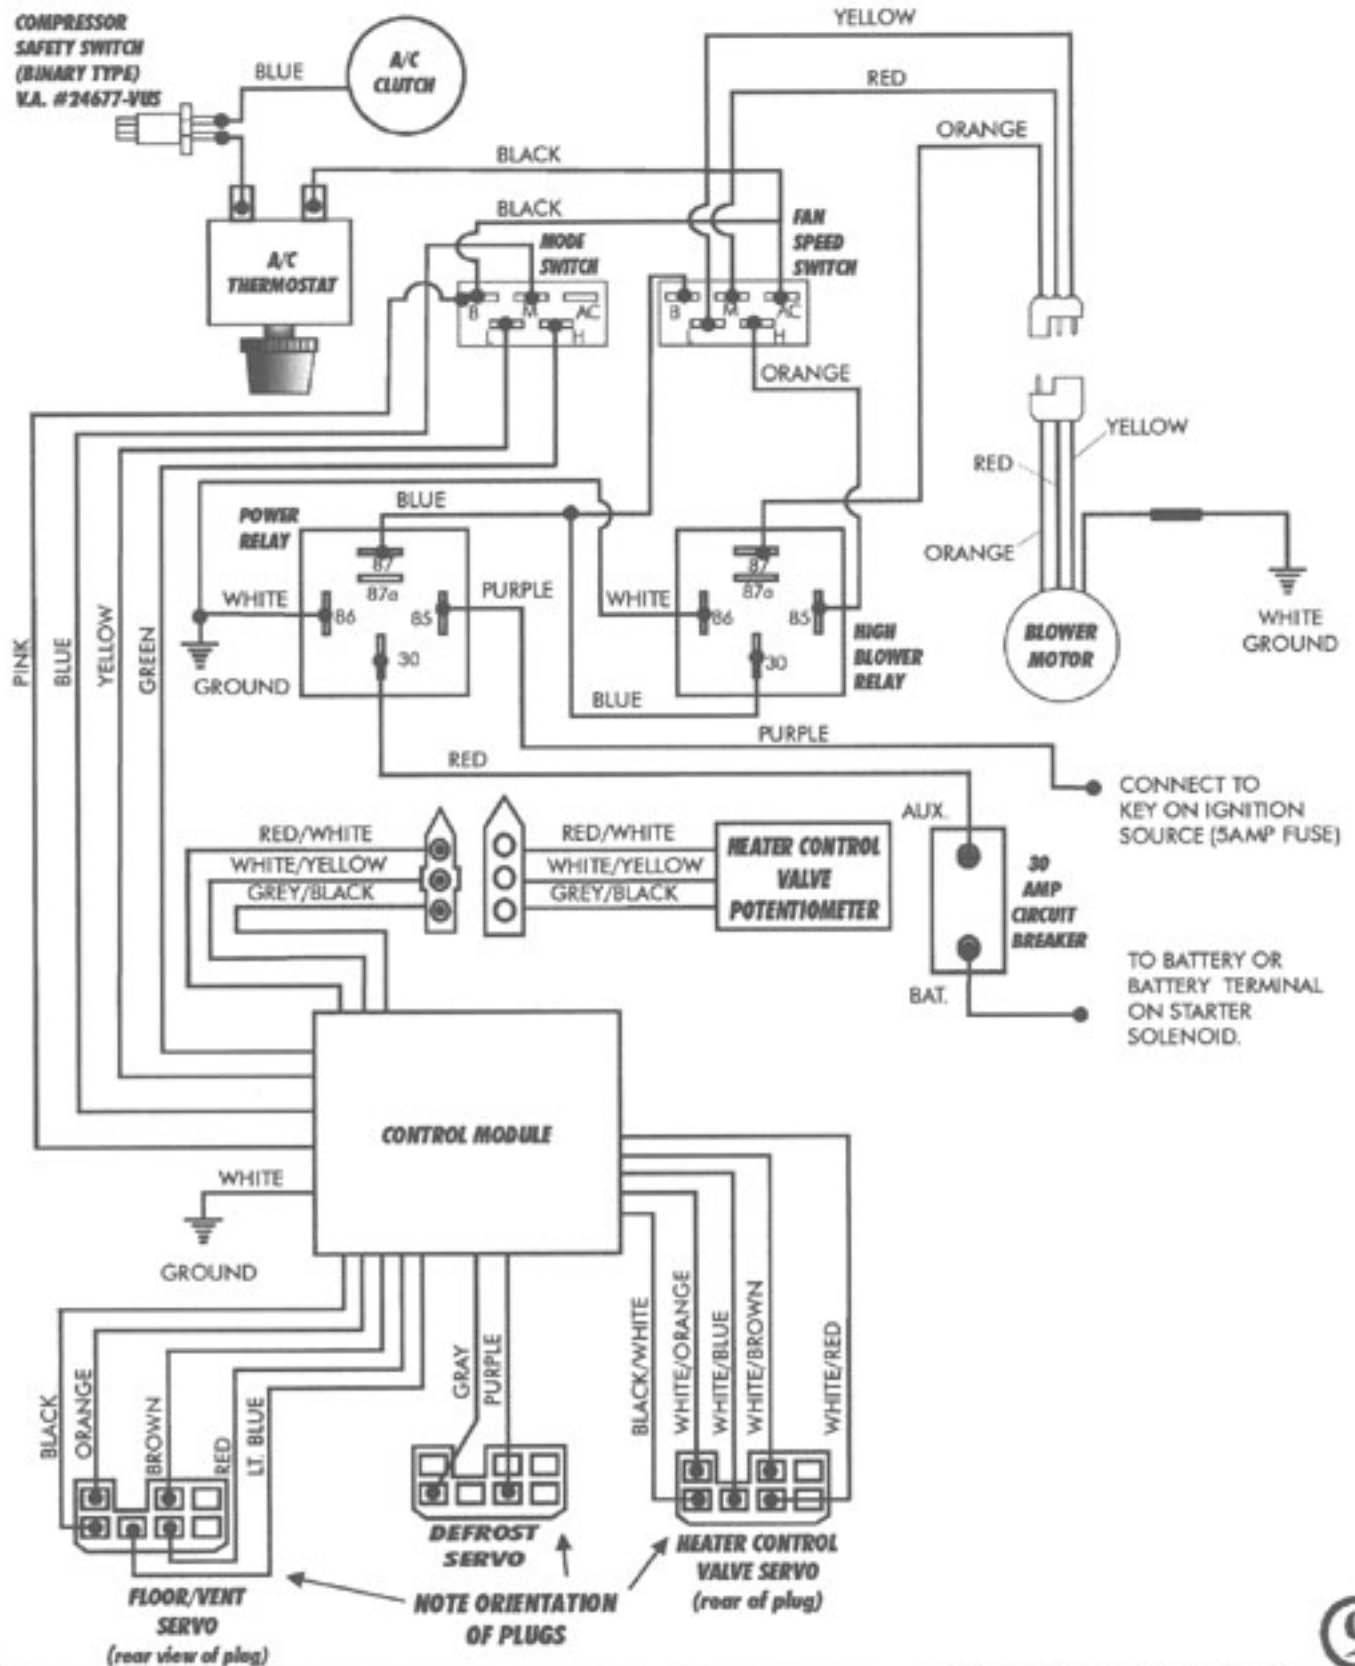 COMPRESSOR
SAFETY SWITCH
(BINARY TYPE)
V.A. #24677-VUS
BLUE
A/C
CLUTCH
YELLOW
RED
ORANGE
BLACK
BLACK
A/C
THERMOSTAT
MODE
SWITCH
B
M
AC
L
H
FAN
SPEED
SWITCH
B
M
AC
L
H
ORANGE
YELLOW
RED
ORANGE
BLOWER
MOTOR
WHITE
GROUND
PINK
BLUE
YELLOW
GREEN
POWER
RELAY
BLUE
87
87a
86
85
30
WHITE
GROUND
PURPLE
WHITE
87
87a
86
85
30
HIGH
BLOWER
RELAY
BLUE
PURPLE
RED
CONNECT TO
KEY ON IGNITION
SOURCE (5AMP FUSE)
AUX.
30
AMP
CIRCUIT
BREAKER
BAT.
TO BATTERY OR
BATTERY TERMINAL
ON STARTER
SOLENOID.
RED/WHITE
WHITE/YELLOW
GREY/BLACK
RED/WHITE
WHITE/YELLOW
GREY/BLACK
HEATER CONTROL
VALVE
POTENTIOMETER
CONTROL MODULE
WHITE
GROUND
BLACK
ORANGE
BROWN
RED
LT. BLUE
GRAY
PURPLE
BLACK/WHITE
WHITE/ORANGE
WHITE/BLUE
WHITE/BROWN
WHITE/RED
FLOOR/VENT
SERVO
(rear view of plug)
DEFROST
SERVO
HEATER CONTROL
VALVE SERVO
(rear of plug)
NOTE ORIENTATION
OF PLUGS
9